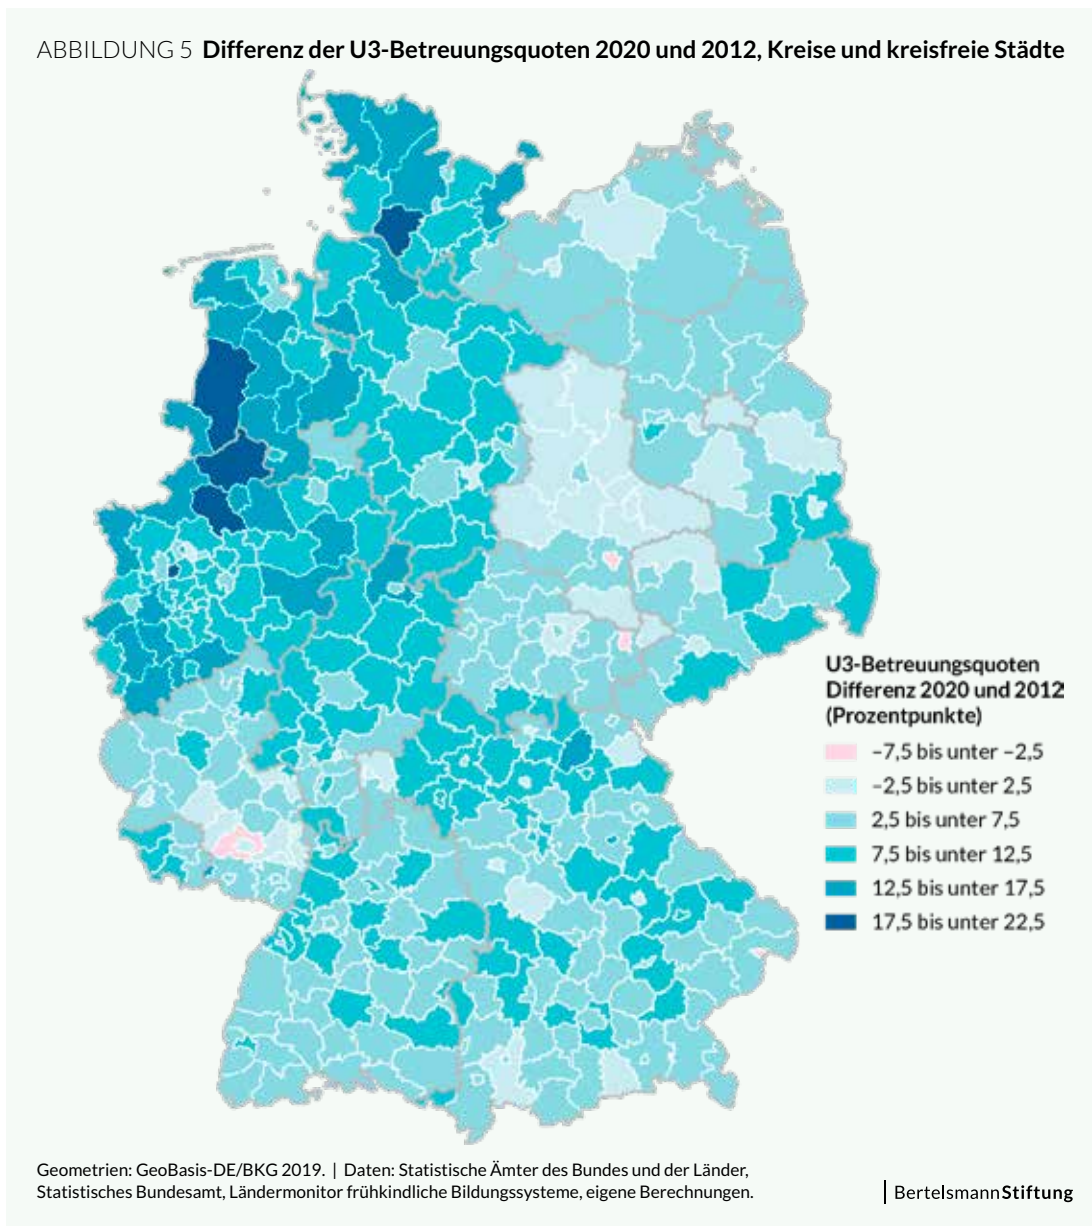 ABBILDUNG 5 Differenz der U3-Betreuungsquoten 2020 und 2012, Kreise und kreisfreie Städte
U3-Betreuungsquoten
Differenz 2020 und 2012
(Prozentpunkte)
–7,5 bis unter –2,5
–2,5 bis unter 2,5
2,5 bis unter 7,5
7,5 bis unter 12,5
12,5 bis unter 17,5
17,5 bis unter 22,5
Geometrien: GeoBasis-DE/BKG 2019. | Daten: Statistische Ämter des Bundes und der Länder,
Statistisches Bundesamt, Ländermonitor frühkindliche Bildungssysteme, eigene Berechnungen.
BertelsmannStiftung